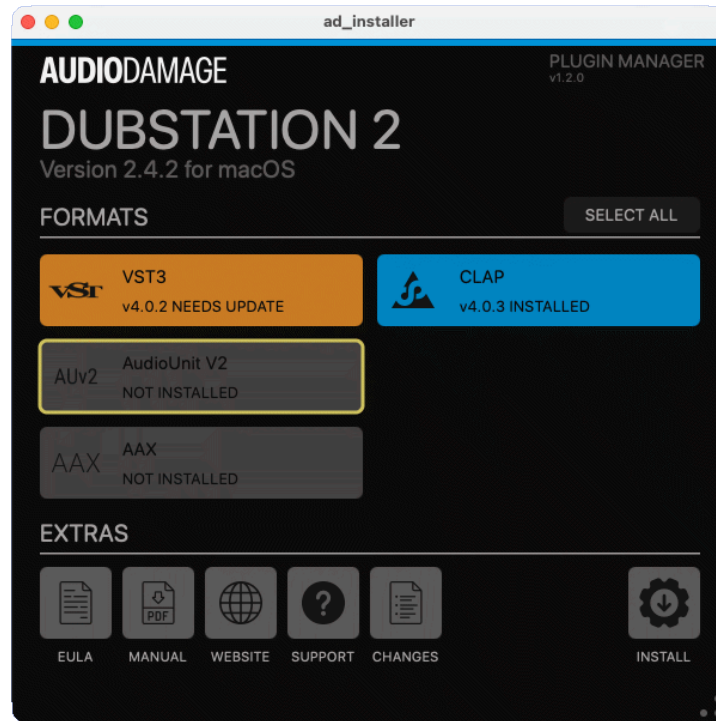 ad_installer
AUDIODAMAGE
PLUGIN MANAGER
v1.2.0
DUBSTATION 2
Version 2.4.2 for macOS
FORMATS
SELECT ALL
VST
VST3
v4.0.2 NEEDS UPDATE
CLAP
v4.0.3 INSTALLED
AUv2
AudioUnit V2
NOT INSTALLED
AAX
AAX
NOT INSTALLED
EXTRAS
PDF
?
EULA
MANUAL
WEBSITE
SUPPORT
CHANGES
INSTALL